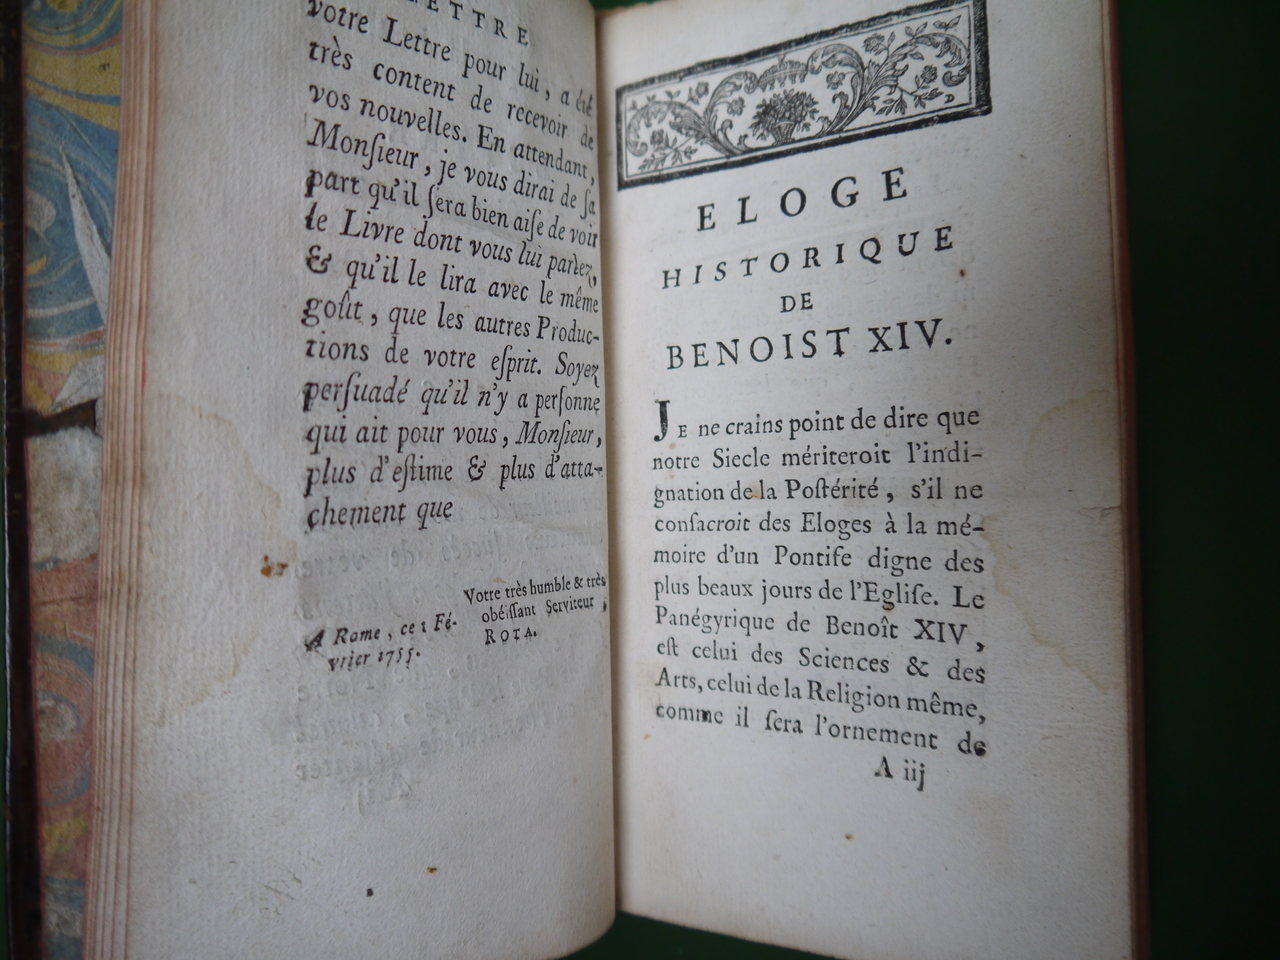 LETTRE
votre Lettre pour lui, a été
très content de recevoir de
vos nouvelles. En attendant,
Monſieur, je vous dirai de ſa
part qu'il ſera bien aiſe de voir
le Livre dont vous lui parlez,
& qu'il le lira avec le même
goût, que les autres Produc-
tions de votre eſprit. Soyez
perſuadé qu'il n'y a perſonne
qui ait pour vous, Monſieur,
plus d'eſtime & plus d'atta-
chement que
Votre très humble & très
obéiſſant Serviteur,
ROTA.
A Rome, ce 1 Fé-
vrier 1755.
ELOGE
HISTORIQUE
DE
BENOIST XIV.
JE ne crains point de dire que
notre Siecle mériteroit l'indi-
gnation de la Poſtérité, s'il ne
conſacroit des Eloges à la mé-
moire d'un Pontife digne des
plus beaux jours de l'Egliſe. Le
Panégyrique de Benoît XIV,
eſt celui des Sciences & des
Arts, celui de la Religion même,
comme il ſera l'ornement de
A iij